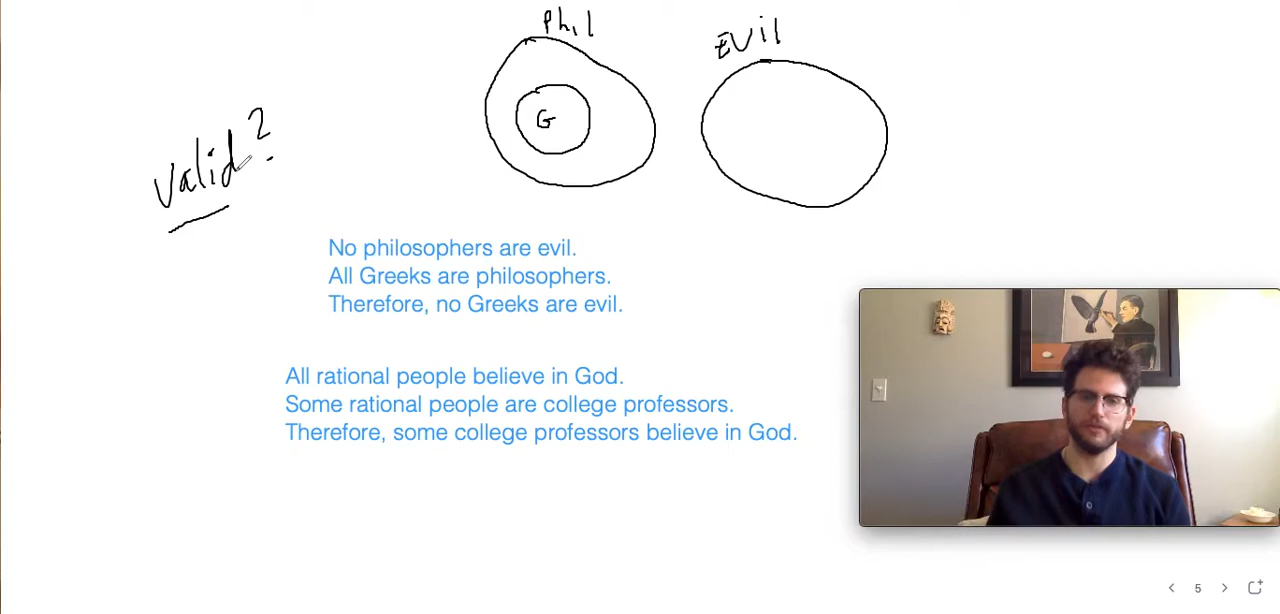 Phil
Evil
G
Valid?
No philosophers are evil.
All Greeks are philosophers.
Therefore, no Greeks are evil.
All rational people believe in God.
Some rational people are college professors.
Therefore, some college professors believe in God.
5